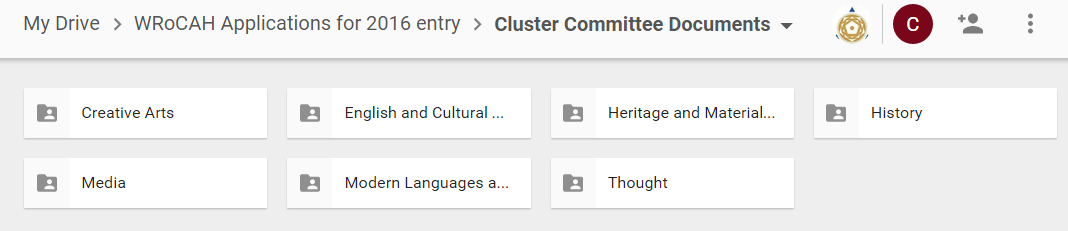 My Drive > WRoCAH Applications for 2016 entry > Cluster Committee Documents
C
Creative Arts
English and Cultural ...
Heritage and Material...
History
Media
Modern Languages a...
Thought